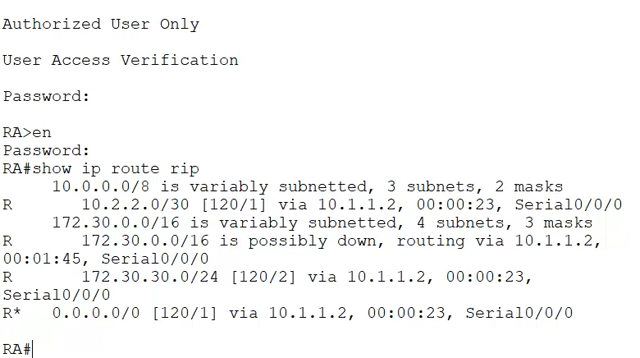 Authorized User Only
User Access Verification
Password:
RA>en
Password:
RA#show ip route rip
10.0.0.0/8 is variably subnetted, 3 subnets, 2 masks
R 10.2.2.0/30 [120/1] via 10.1.1.2, 00:00:23, Serial0/0/0
172.30.0.0/16 is variably subnetted, 4 subnets, 3 masks
R 172.30.0.0/16 is possibly down, routing via 10.1.1.2,
00:01:45, Serial0/0/0
R 172.30.30.0/24 [120/2] via 10.1.1.2, 00:00:23,
Serial0/0/0
R* 0.0.0.0/0 [120/1] via 10.1.1.2, 00:00:23, Serial0/0/0
RA#